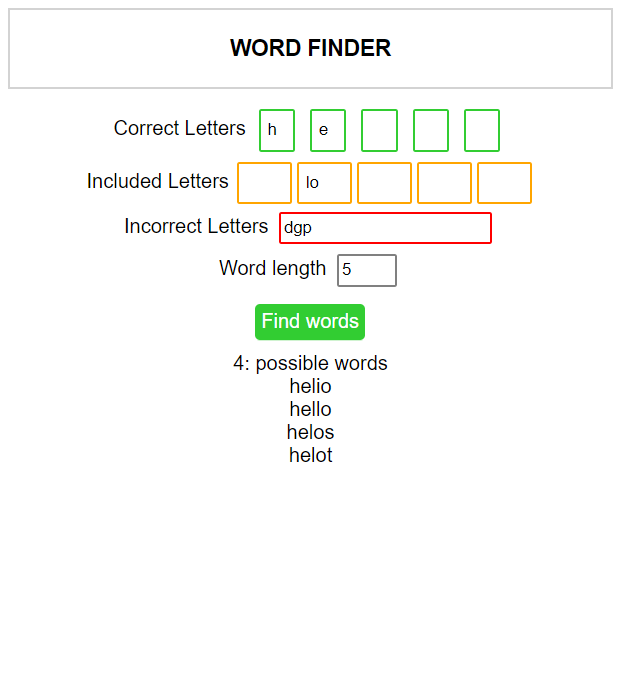 WORD FINDER
Correct Letters h e
Included Letters lo
Incorrect Letters dgp
Word length 5
Find words
4: possible words
helio
hello
helos
helot